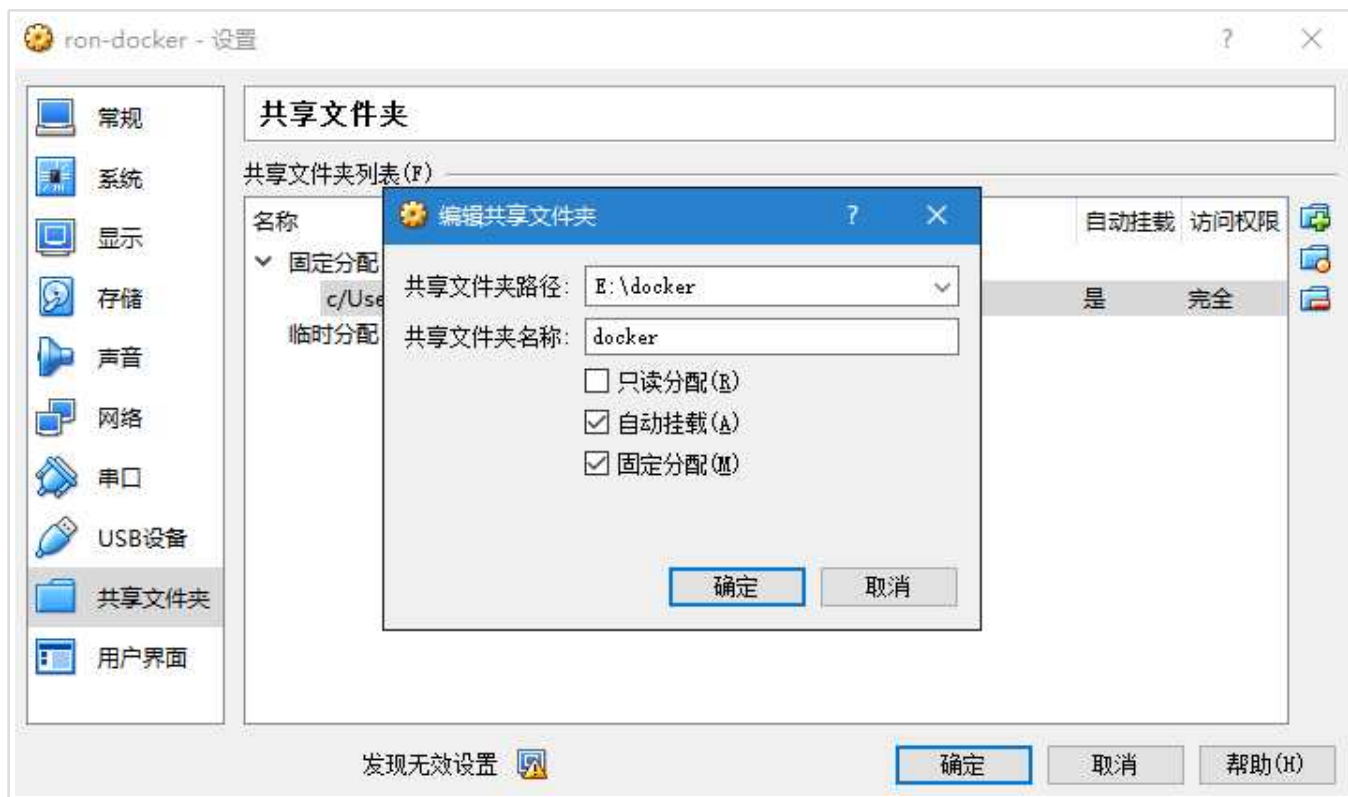 ron-docker - 设置
?
常规
系统
显示
存储
声音
网络
串口
USB设备
共享文件夹
用户界面
共享文件夹
共享文件夹列表(F)
名称 自动挂载 访问权限
固定分配
c/Use 是 完全
临时分配
编辑共享文件夹 ?
共享文件夹路径: E:\docker
共享文件夹名称: docker
只读分配(R)
自动挂载(A)
固定分配(M)
确定 取消
发现无效设置 确定 取消 帮助(H)